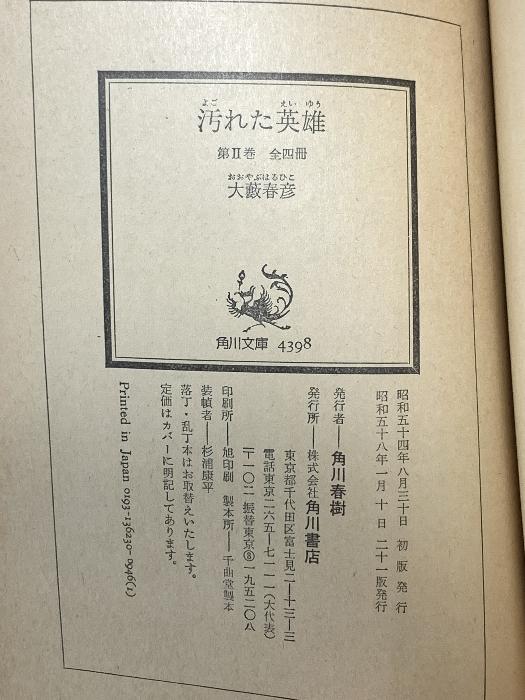 よご えいゆう
汚れた英雄
第Ⅱ巻 全四冊
おおやぶはるひこ
大藪春彦
角川文庫 4398
昭和五十四年八月三十日 初版発行
昭和五十八年一月十日 二十一版発行
発行者――角川春樹
発行所――株式会社角川書店
東京都千代田区富士見二―十三―三
電話東京二六五―七一一一(大代表)
〒一〇二 振替東京⑧一九五二〇八
印刷所――旭印刷 製本所――千曲堂製本
装幀者――杉浦康平
落丁・乱丁本はお取替えいたします。
定価はカバーに明記してあります。
Printed in Japan 0193-136230-0946(1)